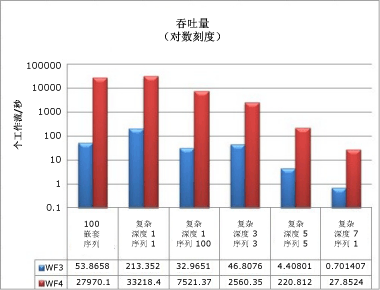 吞吐量
（对数刻度）
个工作流/秒
100000
10000
1000
100
10
1
0.1
100 嵌套 序列
复杂 深度 1 序列 1
复杂 深度 1 序列 100
复杂 深度 3 序列 3
复杂 深度 5 序列 5
复杂 深度 7 序列 1
WF3 53.8658 213.352 32.9651 46.8076 4.40801 0.701407
WF4 27970.1 33218.4 7521.37 2560.35 220.812 27.8524